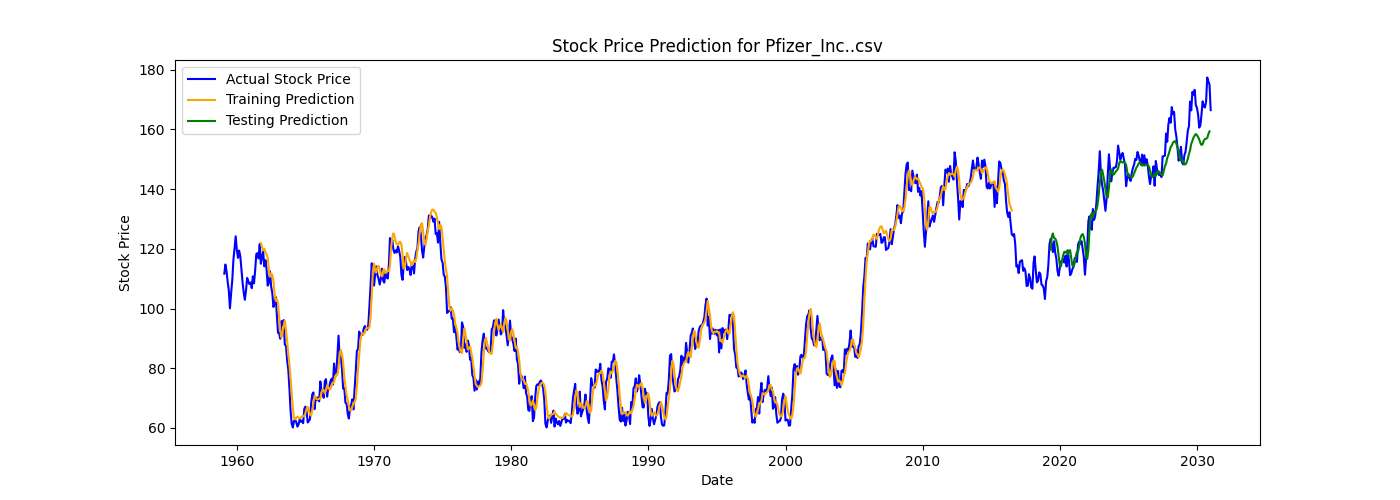 Stock Price Prediction for Pfizer_Inc..csv
Actual Stock Price
Training Prediction
Testing Prediction
180
160
140
120
100
80
60
Stock Price
1960 1970 1980 1990 2000 2010 2020 2030
Date